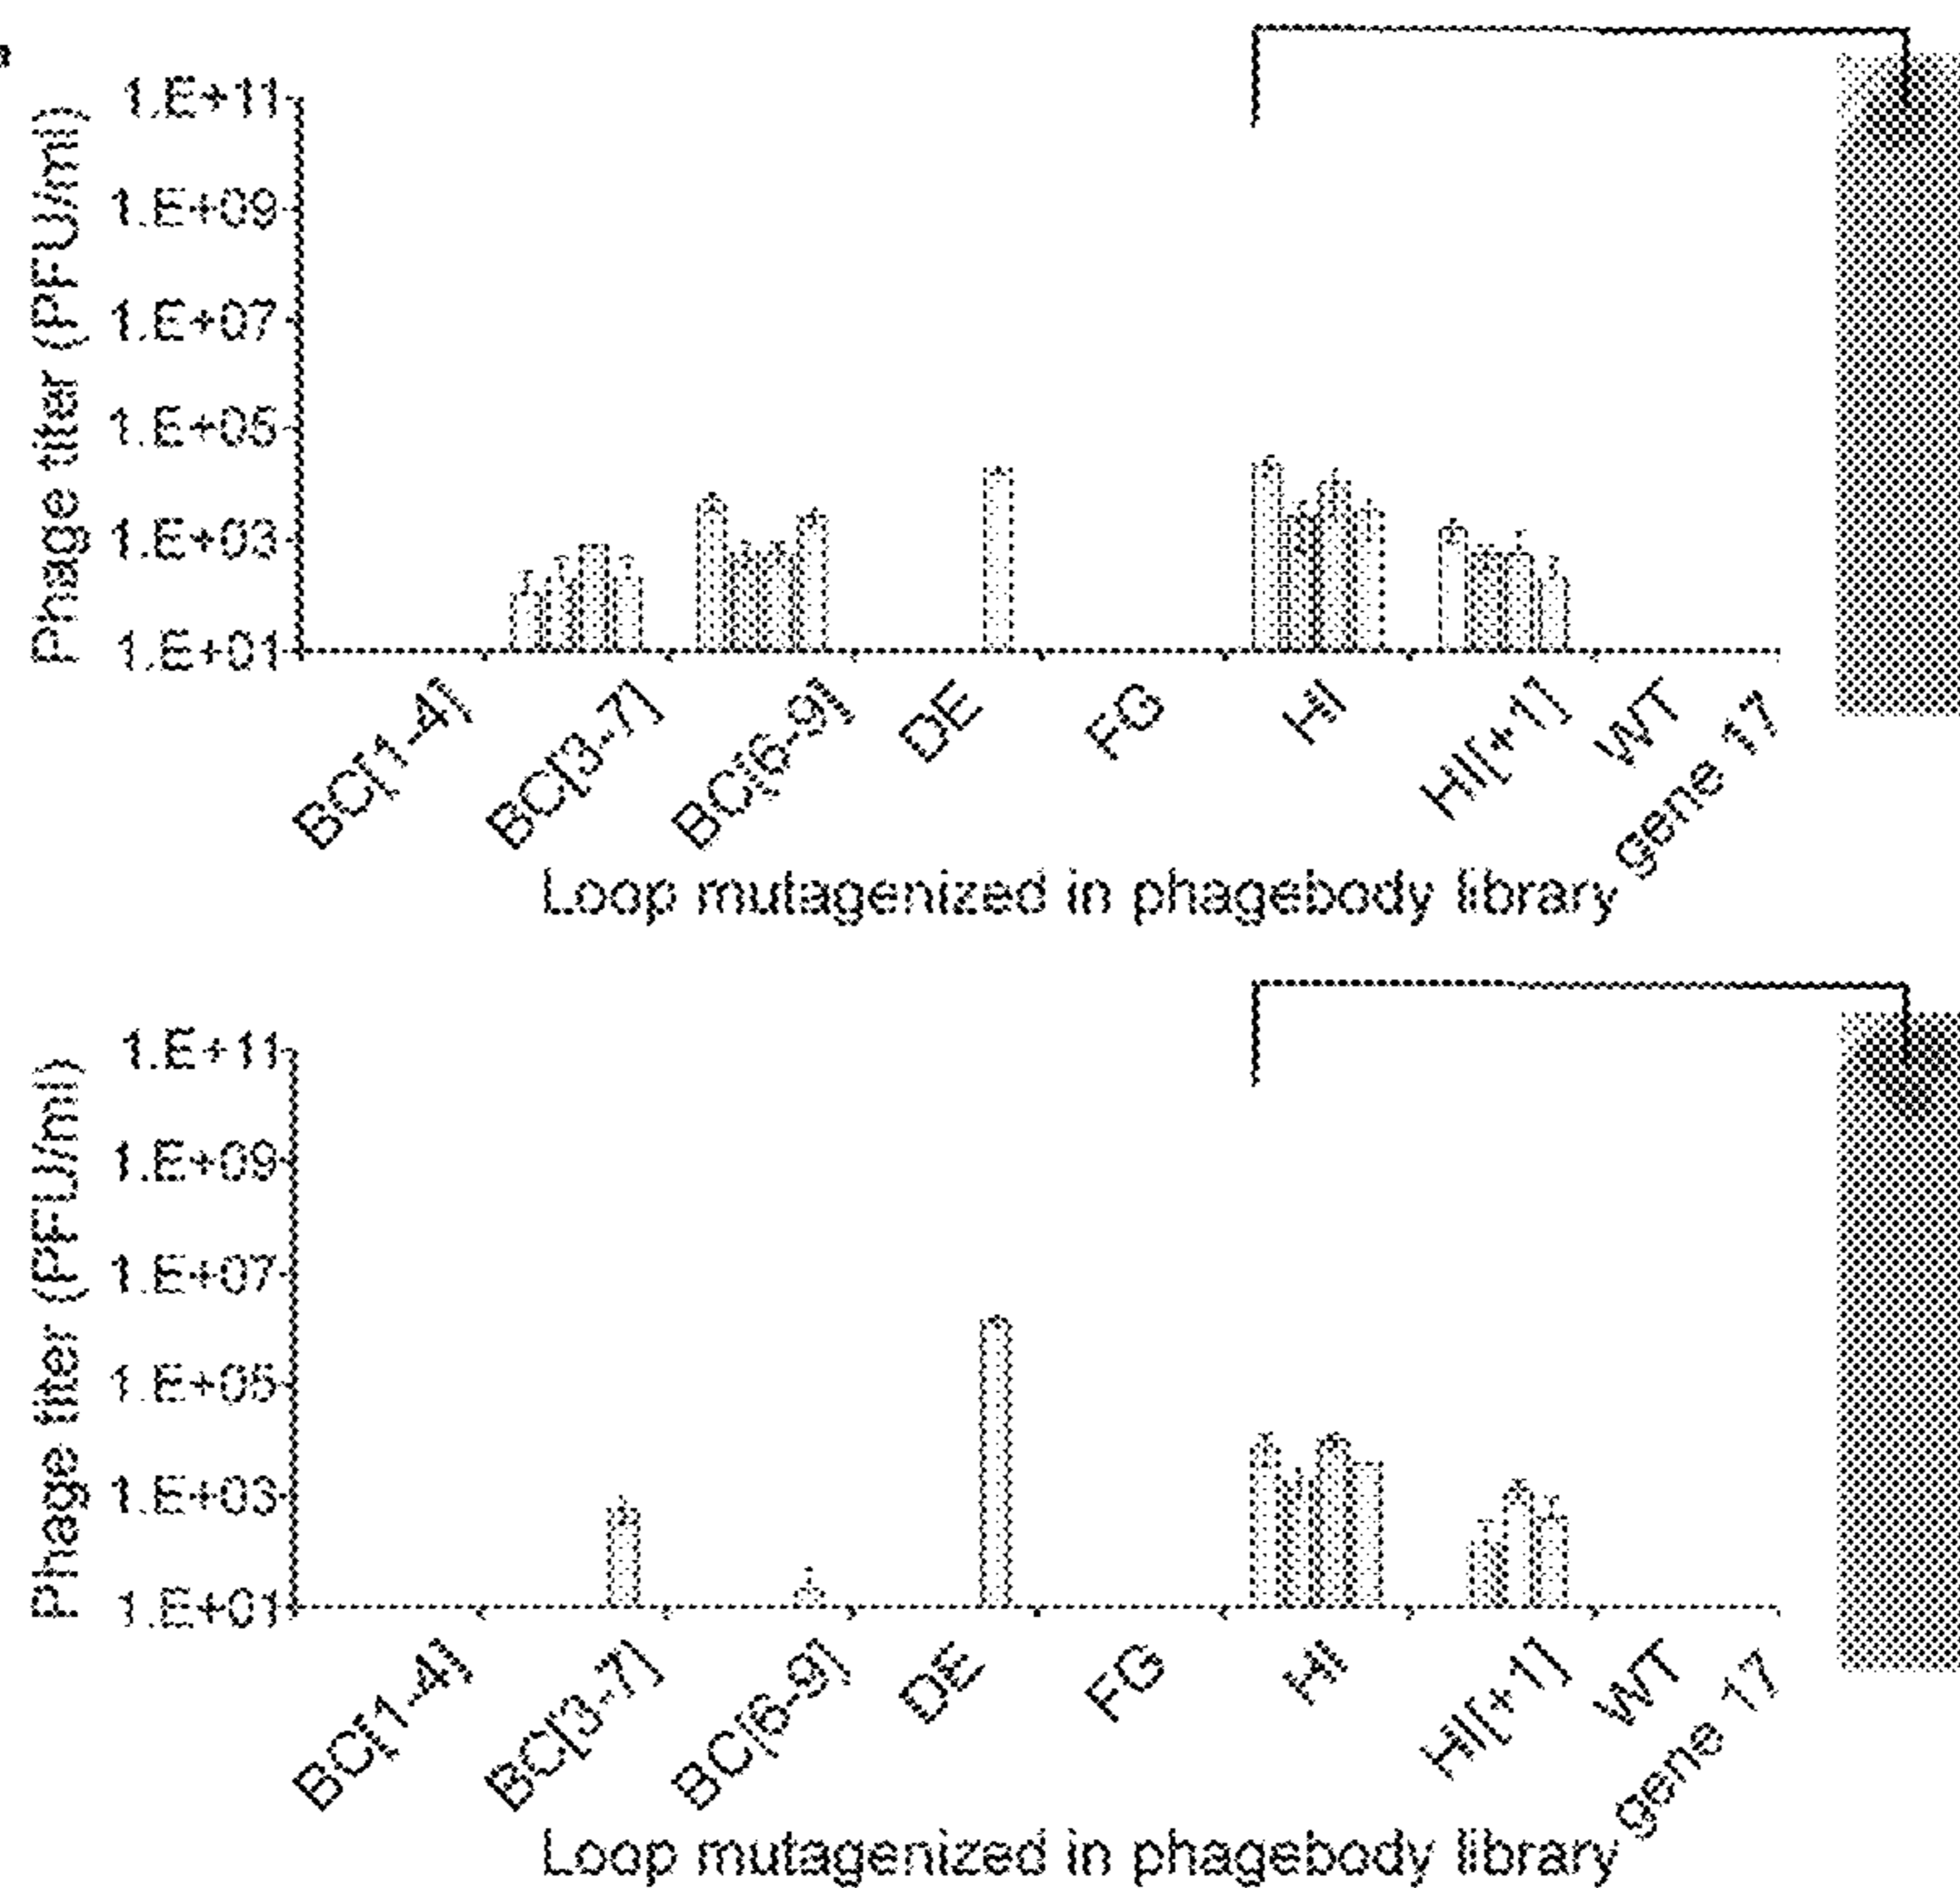 Phage titer (PFU/ml)
1.E+11
1.E+09
1.E+07
1.E+05
1.E+03
1.E+01
BC[1-4]
BC[3-7]
BC[6-9]
DE
FG
HI
HI[+1]
WT
gene 17
Loop mutagenized in phagebody library
Phage titer (PFU/ml)
1.E+11
1.E+09
1.E+07
1.E+05
1.E+03
1.E+01
BC[1-4]
BC[3-7]
BC[6-9]
DE
FG
HI
HI[+1]
WT
gene 17
Loop mutagenized in phagebody library